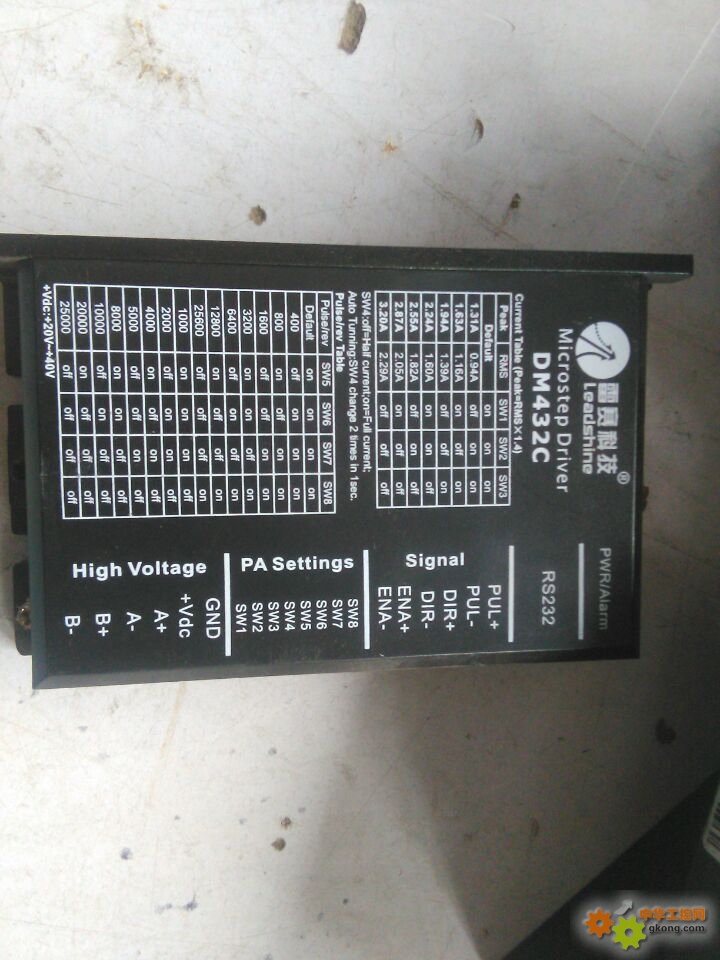 雷赛科技®
Leadshine
Microstep Driver
DM432C
Current Table (Peak=RMS×1.4)
Peak RMS SW1 SW2 SW3
Default on on on
1.31A 0.94A off on on
1.63A 1.16A on off on
1.94A 1.39A off off on
2.24A 1.60A on on off
2.55A 1.82A off on off
2.87A 2.05A on off off
3.20A 2.29A off off off
SW4:off=Half current;on=Full current;
Auto Tunning:SW4 change 2 times in 1sec.
Pulse/rev Table
Pulse/rev SW5 SW6 SW7 SW8
Default on on on on
400 off on on on
800 on off on on
1600 off off on on
3200 on on off on
6400 off on off on
12800 on off off on
25600 off off off on
1000 on on on off
2000 off on on off
4000 on off on off
5000 off off on off
8000 on on off off
10000 off on off off
20000 on off off off
25000 off off off off
+Vdc:+20V~+40V
PWR/Alarm
RS232
Signal
PUL+
PUL-
DIR+
DIR-
ENA+
ENA-
PA Settings
SW8
SW7
SW6
SW5
SW4
SW3
SW2
SW1
High Voltage
GND
+Vdc
A+
A-
B+
B-
中华工控网
gkong.com